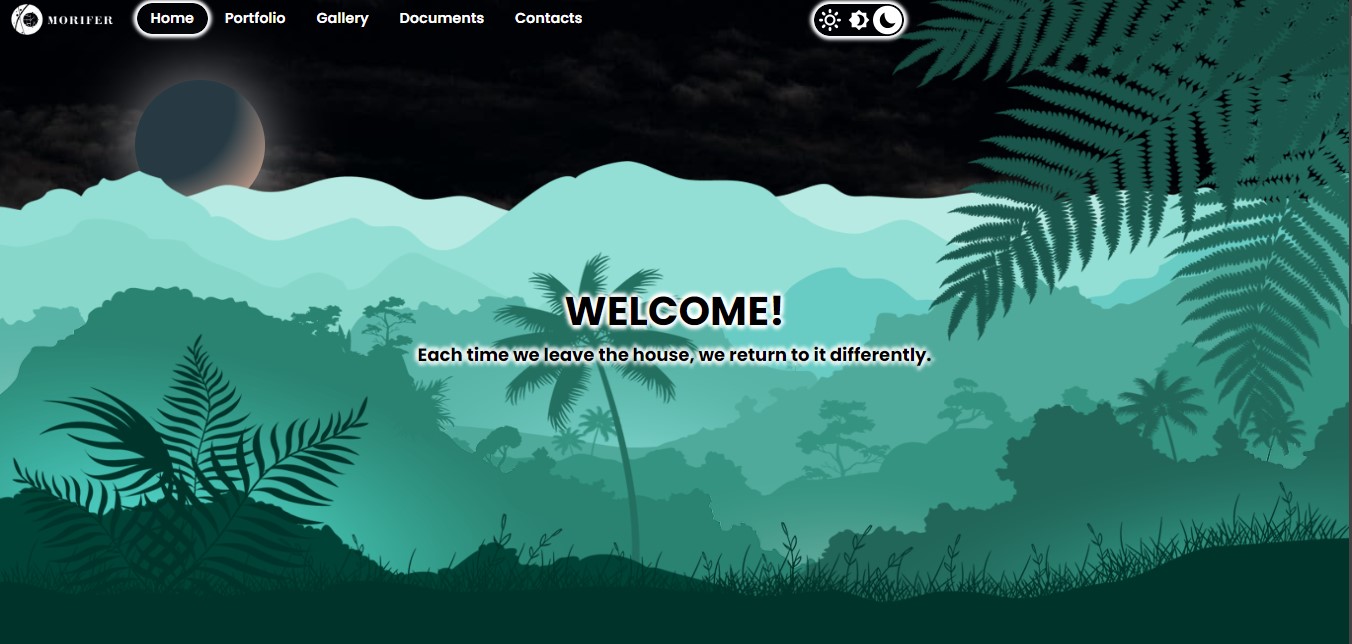 MORIFER
Home Portfolio Gallery Documents Contacts
WELCOME!
Each time we leave the house, we return to it differently.